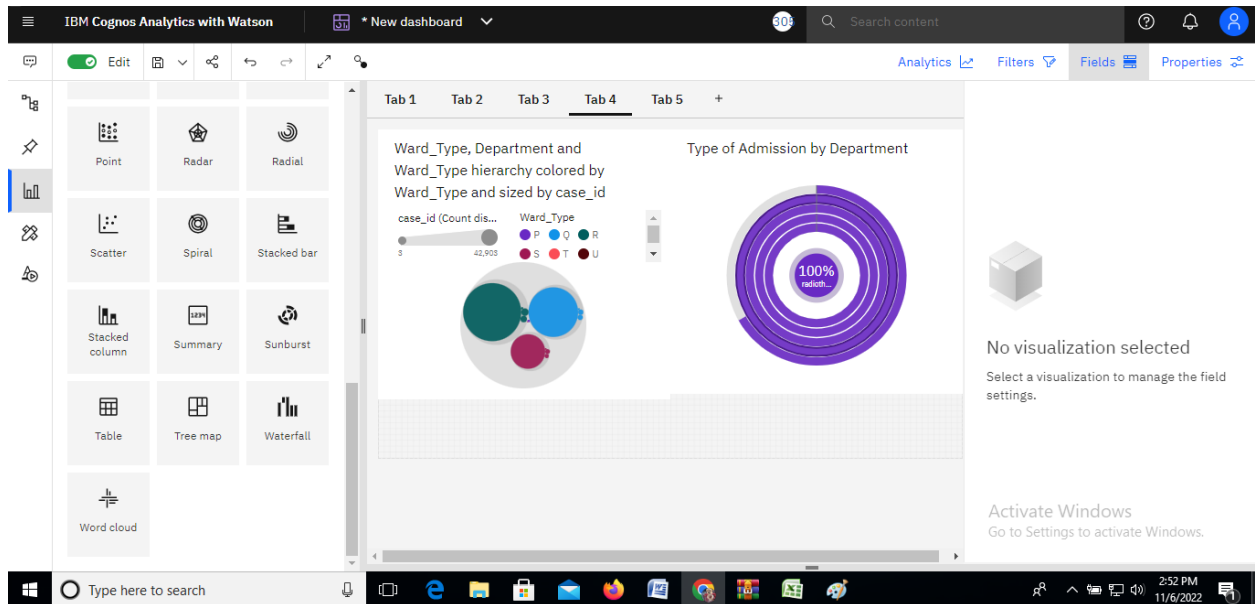 IBM Cognos Analytics with Watson
* New dashboard
305
Search content
Edit
Analytics
Filters
Fields
Properties
Point
Radar
Radial
Scatter
Spiral
Stacked bar
Stacked
column
Summary
Sunburst
Table
Tree map
Waterfall
Word cloud
Tab 1
Tab 2
Tab 3
Tab 4
Tab 5
+
Ward_Type, Department and
Ward_Type hierarchy colored by
Ward_Type and sized by case_id
case_id (Count dis...
3
42,903
Ward_Type
P
Q
R
S
T
U
Type of Admission by Department
100%
radioth...
No visualization selected
Select a visualization to manage the field
settings.
Activate Windows
Go to Settings to activate Windows.
Type here to search
2:52 PM
11/6/2022